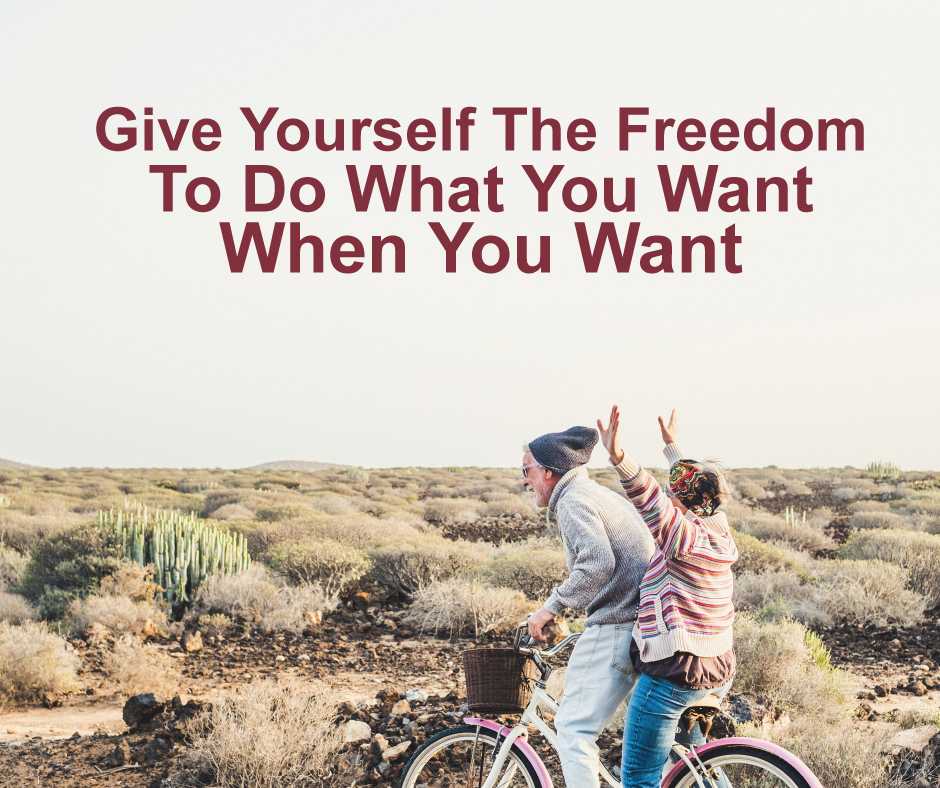 Give Yourself The Freedom
To Do What You Want
When You Want